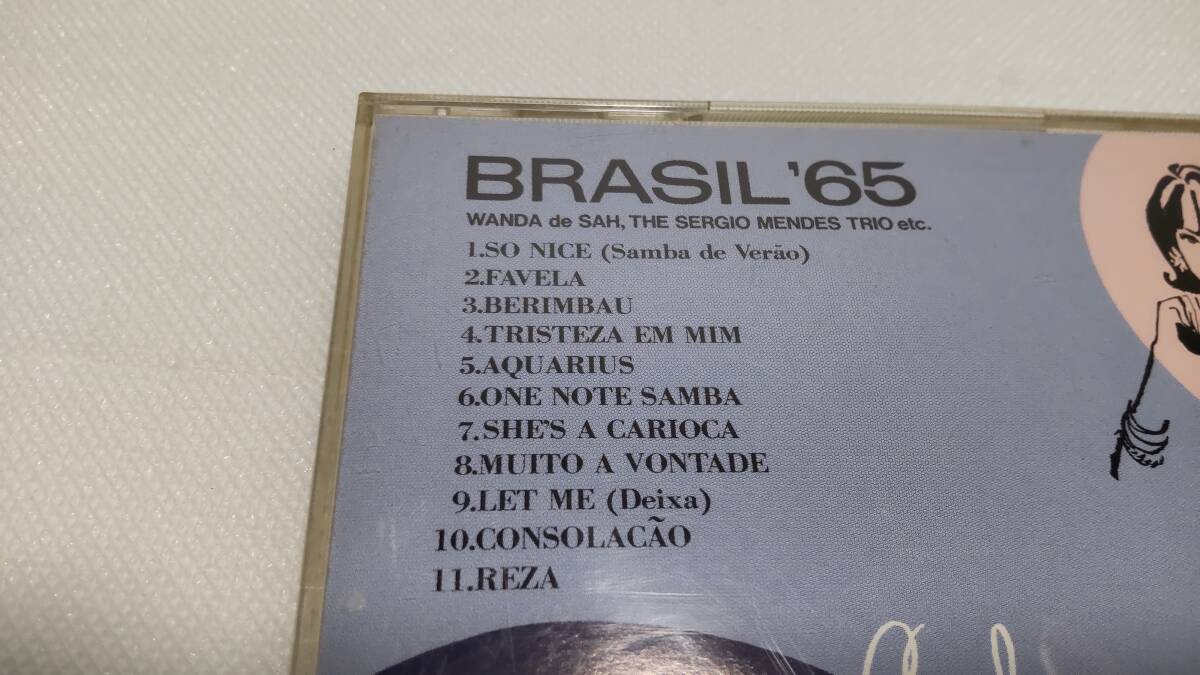 BRASIL '65
WANDA de SAH, THE SERGIO MENDES TRIO etc.
1.SO NICE (Samba de Verão)
2.FAVELA
3.BERIMBAU
4.TRISTEZA EM MIM
5.AQUARIUS
6.ONE NOTE SAMBA
7.SHE'S A CARIOCA
8.MUITO A VONTADE
9.LET ME (Deixa)
10.CONSOLACÃO
11.REZA